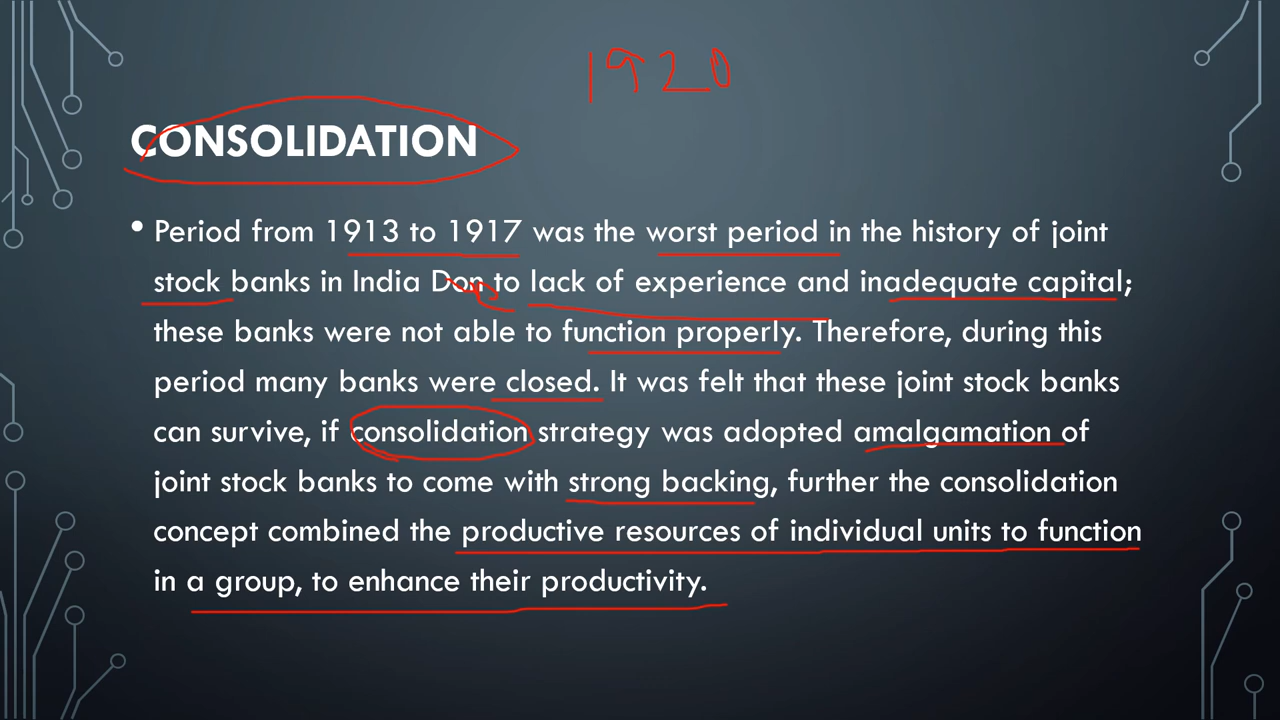 1920
CONSOLIDATION
• Period from 1913 to 1917 was the worst period in the history of joint
stock banks in India Don to lack of experience and inadequate capital;
these banks were not able to function properly. Therefore, during this
period many banks were closed. It was felt that these joint stock banks
can survive, if consolidation strategy was adopted amalgamation of
joint stock banks to come with strong backing, further the consolidation
concept combined the productive resources of individual units to function
in a group, to enhance their productivity.